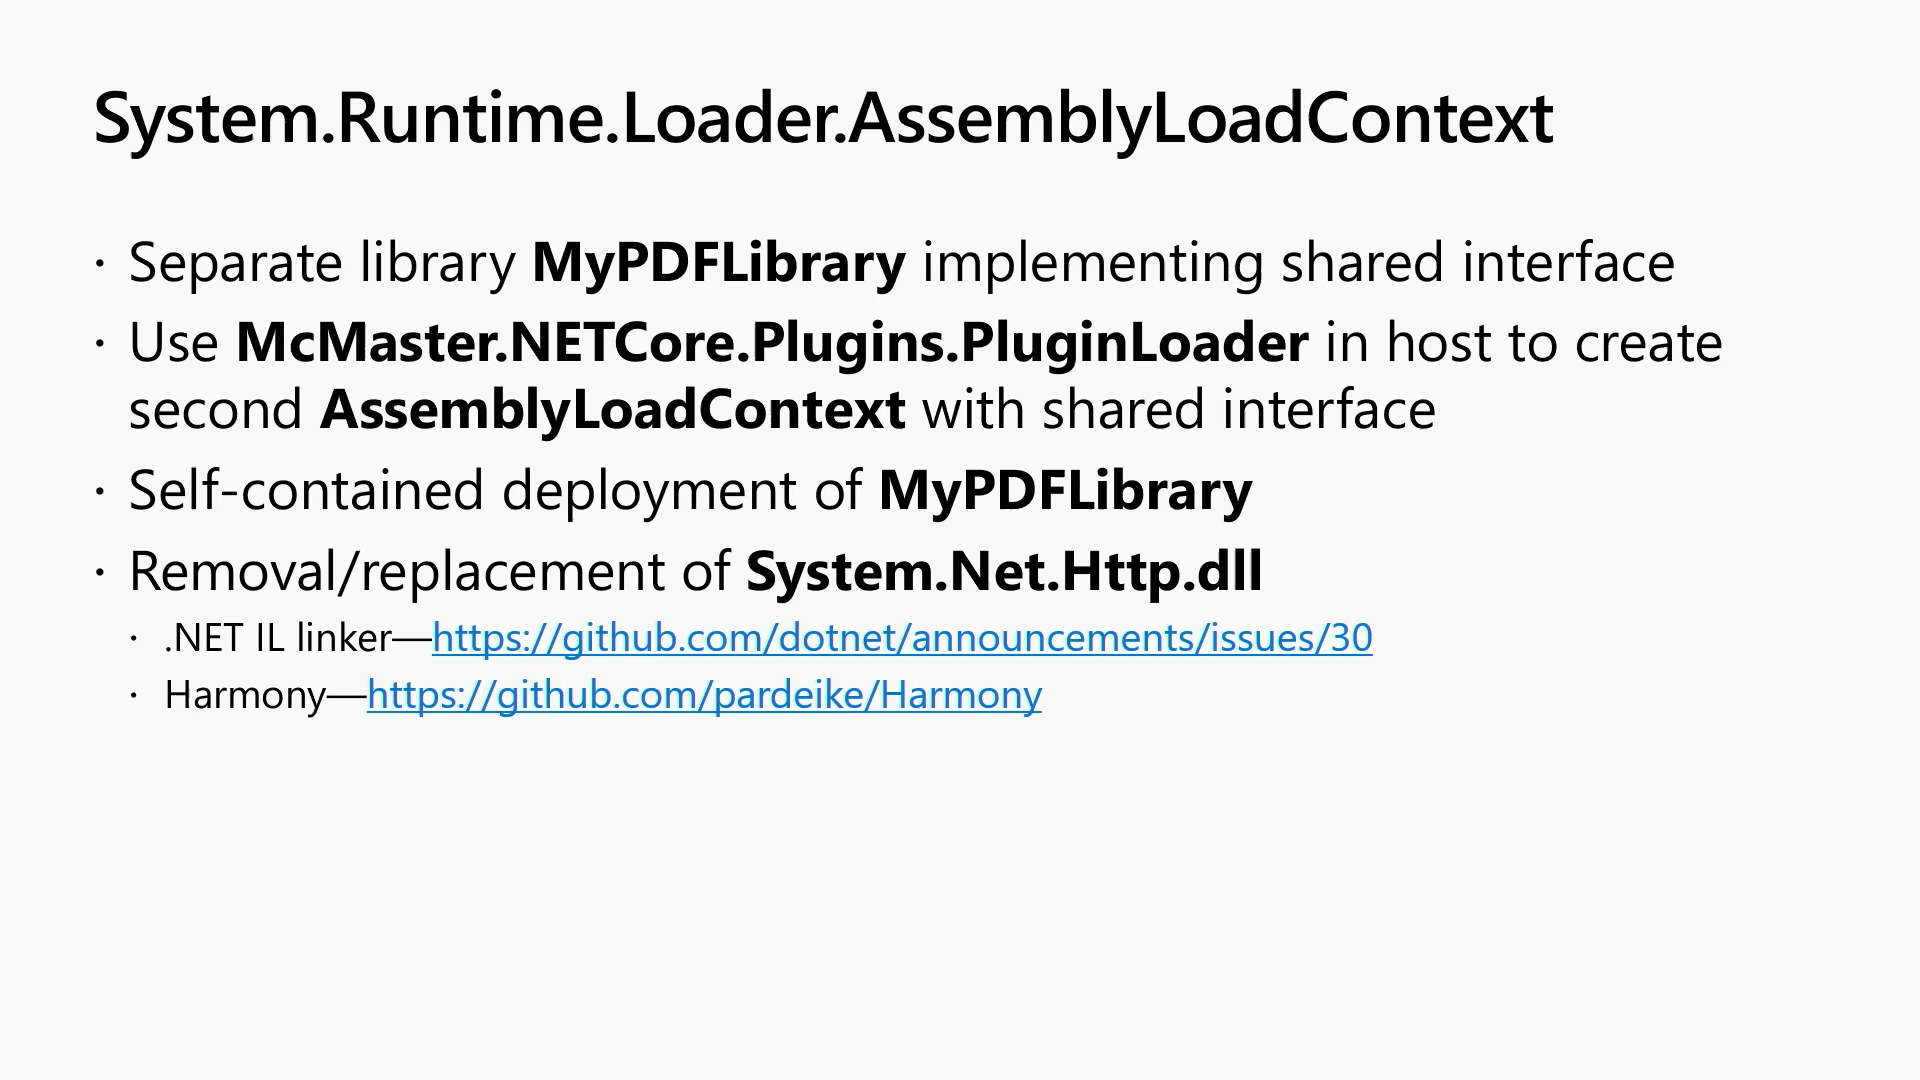 System.Runtime.Loader.AssemblyLoadContext
· Separate library MyPDFLibrary implementing shared interface
· Use McMaster.NETCore.Plugins.PluginLoader in host to create
second AssemblyLoadContext with shared interface
· Self-contained deployment of MyPDFLibrary
· Removal/replacement of System.Net.Http.dll
· .NET IL linker—https://github.com/dotnet/announcements/issues/30
· Harmony—https://github.com/pardeike/Harmony